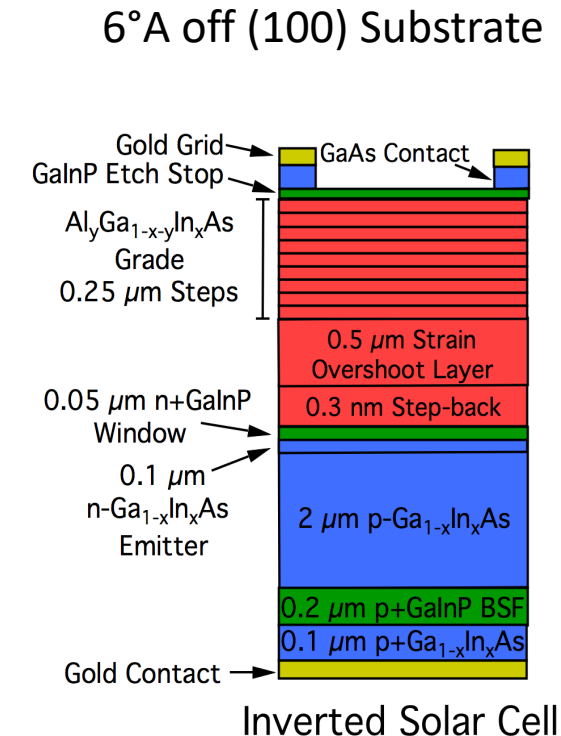 6°A off (100) Substrate
Gold Grid
GaAs Contact
GaInP Etch Stop
AlyGa1-x-yInxAs
Grade
0.25 µm Steps
0.5 µm Strain
Overshoot Layer
0.3 nm Step-back
0.05 µm n+GaInP
Window
0.1 µm
n-Ga1-xInxAs
Emitter
2 µm p-Ga1-xInxAs
0.2 µm p+GaInP BSF
0.1 µm p+Ga1-xInxAs
Gold Contact
Inverted Solar Cell